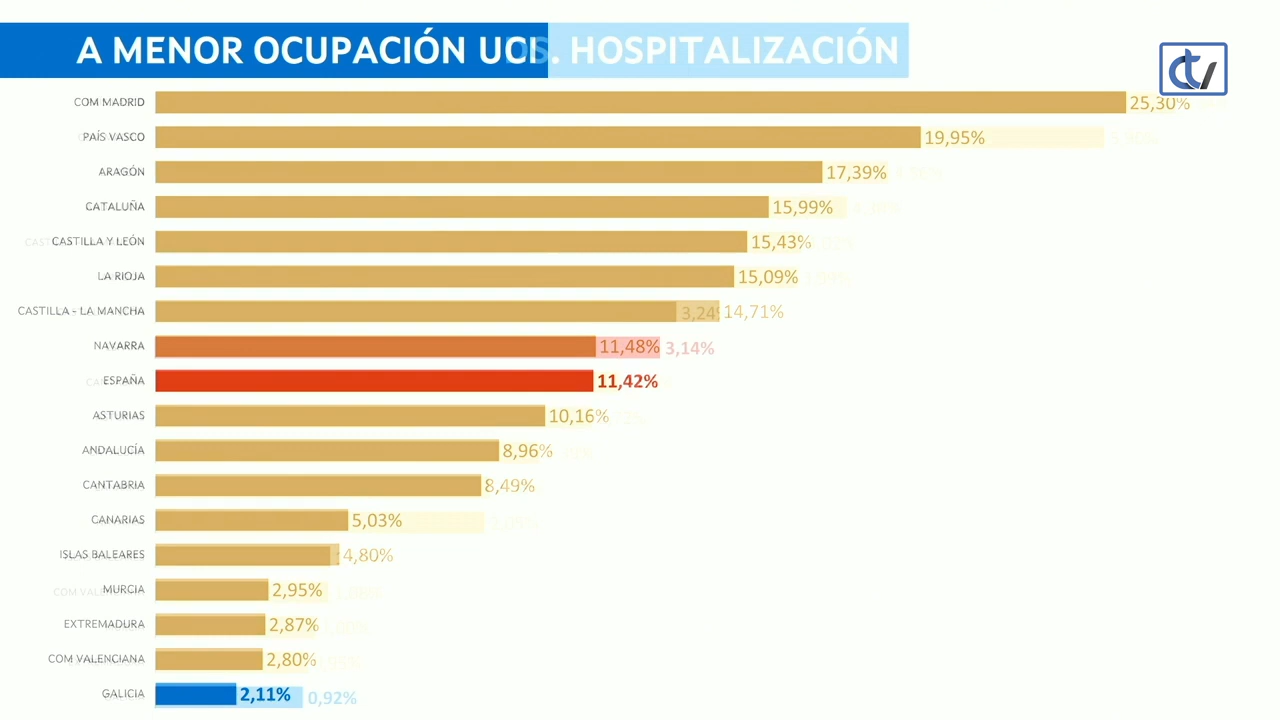 A MENOR OCUPACIÓN UCI
S. HOSPITALIZACIÓN
CTV
COM MADRID 25,30%
PAÍS VASCO 19,95%
ARAGÓN 17,39%
CATALUÑA 15,99%
CASTILLA Y LEÓN 15,43%
LA RIOJA 15,09%
CASTILLA - LA MANCHA 3,24% 14,71%
NAVARRA 11,48% 3,14%
ESPAÑA 11,42%
ASTURIAS 10,16%
ANDALUCÍA 8,96%
CANTABRIA 8,49%
CANARIAS 5,03%
ISLAS BALEARES 4,80%
MURCIA 2,95%
EXTREMADURA 2,87%
COM VALENCIANA 2,80%
GALICIA 2,11% 0,92%